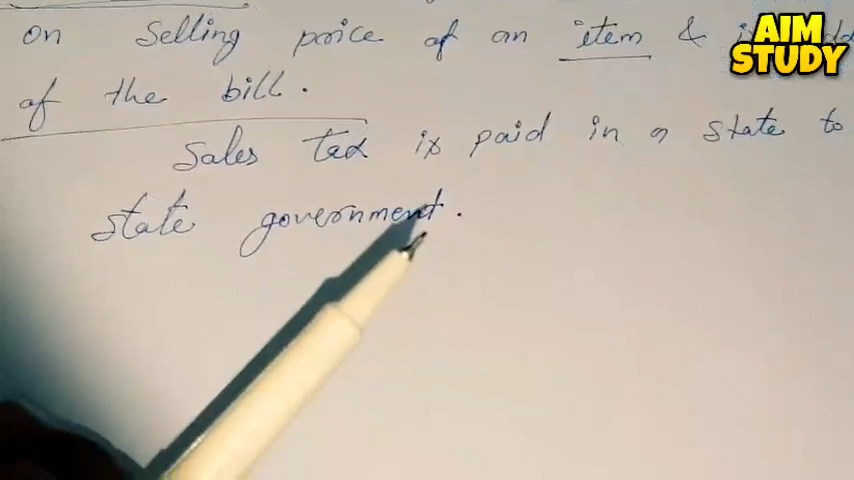 on selling price of an item &
of the bill.
Sales tax is paid in a state to
state government.
AIM
STUDY